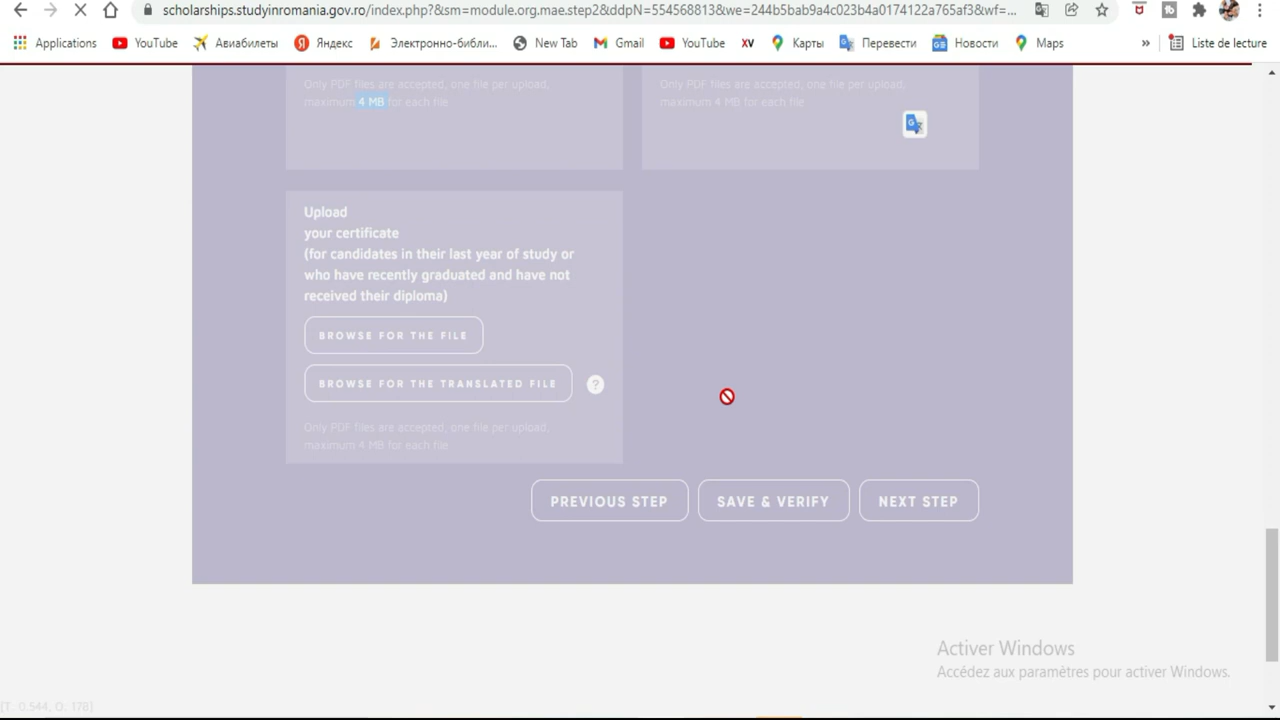 scholarships.studyinromania.gov.ro/index.php?&sm=module.org.mae.step2&ddpN=554568813&we=244b5bab9a4c023b4a0174122a765af3&wf=...
Applications YouTube Авиабилеты Яндекс Электронно-библи... New Tab Gmail YouTube XV Карты Перевести Новости Maps » Liste de lecture
Only PDF files are accepted, one file per upload,
maximum 4 MB for each file
Only PDF files are accepted, one file per upload,
maximum 4 MB for each file
Upload
your certificate
(for candidates in their last year of study or
who have recently graduated and have not
received their diploma)
BROWSE FOR THE FILE
BROWSE FOR THE TRANSLATED FILE ?
Only PDF files are accepted, one file per upload,
maximum 4 MB for each file
PREVIOUS STEP SAVE & VERIFY NEXT STEP
Activer Windows
Accédez aux paramètres pour activer Windows.
[T.: 0.544, O.: 178]